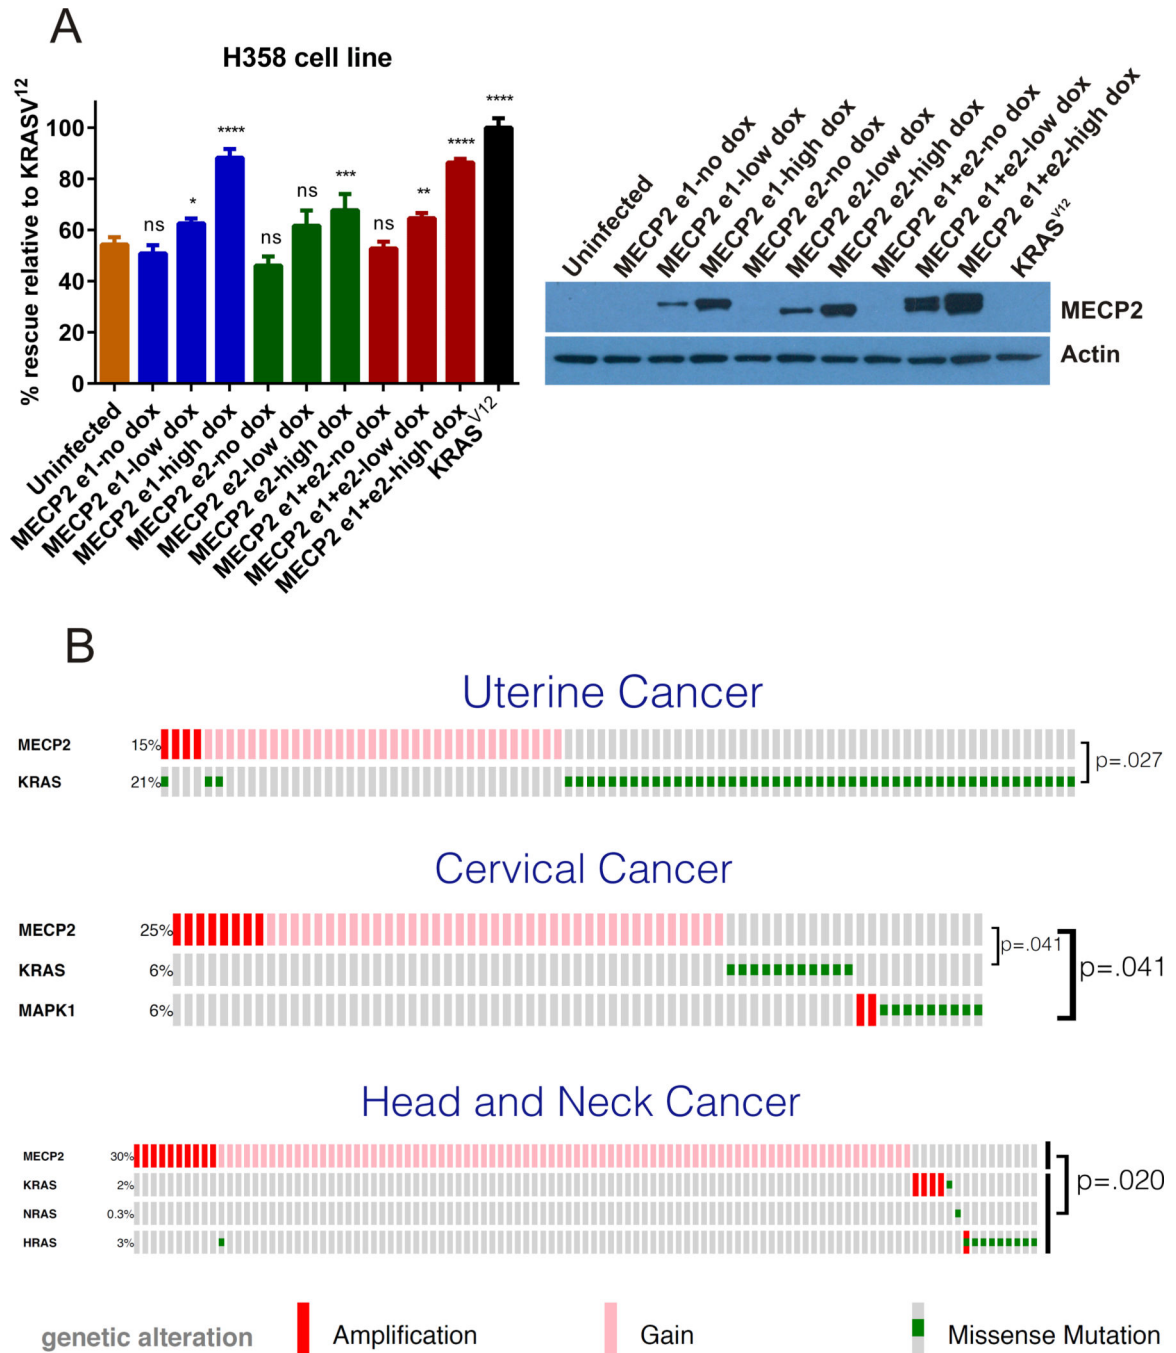 A
H358 cell line
% rescue relative to KRASV12
100
80
60
40
20
0
ns
*
****
ns
ns
***
ns
**
****
****
Uninfected
MECP2 e1-no dox
MECP2 e1-low dox
MECP2 e1-high dox
MECP2 e2-no dox
MECP2 e2-low dox
MECP2 e2-high dox
MECP2 e1+e2-no dox
MECP2 e1+e2-low dox
MECP2 e1+e2-high dox
KRASV12
Uninfected
MECP2 e1-no dox
MECP2 e1-low dox
MECP2 e1-high dox
MECP2 e2-no dox
MECP2 e2-low dox
MECP2 e2-high dox
MECP2 e1+e2-no dox
MECP2 e1+e2-low dox
MECP2 e1+e2-high dox
KRASV12
MECP2
Actin
B
Uterine Cancer
MECP2 15%
KRAS 21%
p=.027
Cervical Cancer
MECP2 25%
KRAS 6%
MAPK1 6%
p=.041
p=.041
Head and Neck Cancer
MECP2 30%
KRAS 2%
NRAS 0.3%
HRAS 3%
p=.020
genetic alteration Amplification Gain Missense Mutation